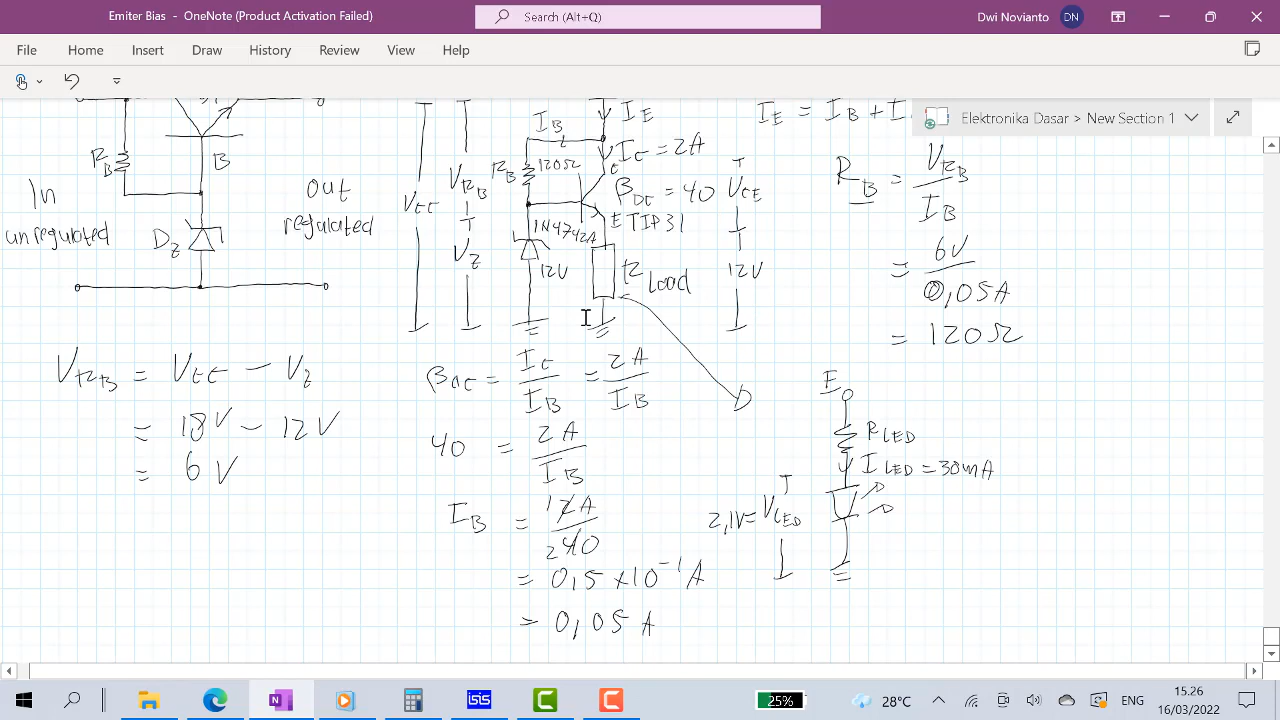 Emiter Bias - OneNote (Product Activation Failed)
Search (Alt+Q)
Dwi Novianto
DN
File Home Insert Draw History Review View Help
Elektronika Dasar > New Section 1
RB
B
In
unregulated
out
regulated
DZ
VRB = VCC - VZ
= 18V - 12V
= 6V
VCC
VRB
VZ
IB
IE
RB 120Ω
IC = 2A
βDC = 40
VCE
E TIP31
1N4742A
12V
R Load
12V
βDC = IC/IB = 2A/IB
40 = 2A/IB
IB = 12A/240
= 0,5 x 10^-1 A
= 0,05 A
IE = IB + I
RB = VRB/IB
= 6V/0,05A
= 120Ω
E
RLED
ILED = 30mA
2,1V = VLED
25%
28°C
ENG
15.26
16/03/2022